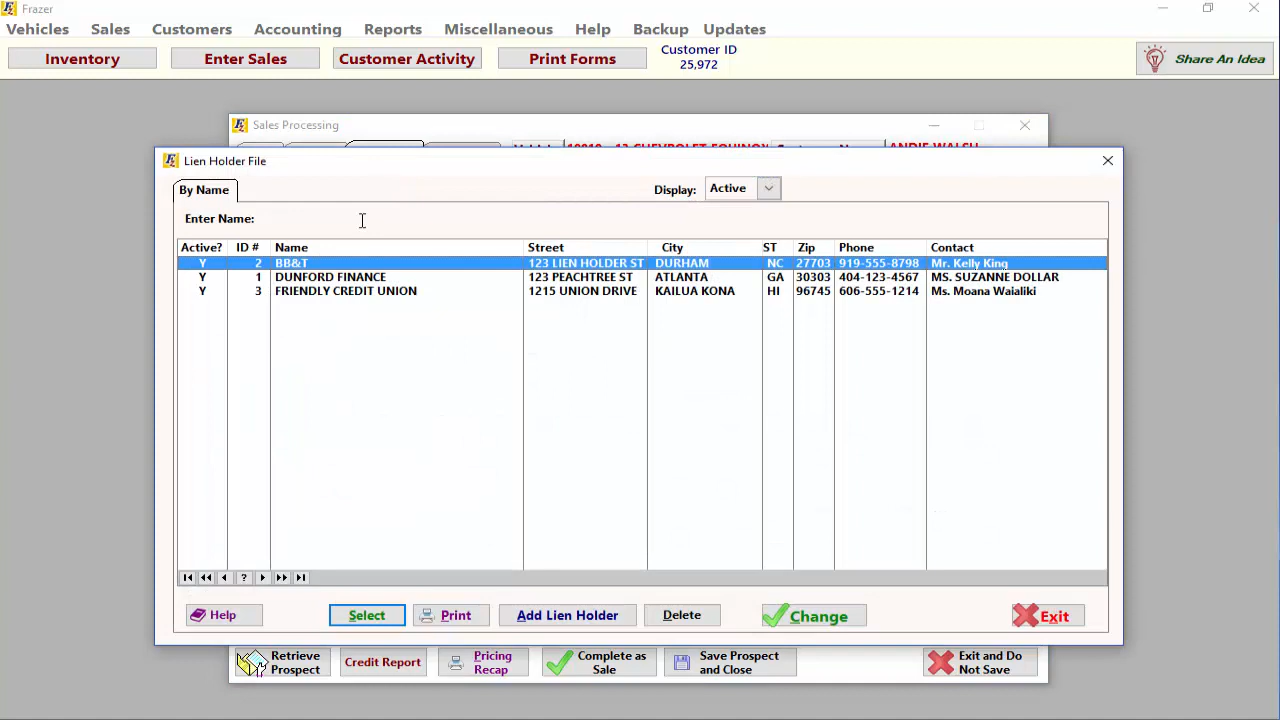 Frazer
Vehicles Sales Customers Accounting Reports Miscellaneous Help Backup Updates
Inventory Enter Sales Customer Activity Print Forms Customer ID Share An Idea
25,972
Sales Processing
Lien Holder File
By Name Display: Active
Enter Name:
Active? ID # Name Street City ST Zip Phone Contact
Y 2 BB&T 123 LIEN HOLDER ST DURHAM NC 27703 919-555-8798 Mr. Kelly King
Y 1 DUNFORD FINANCE 123 PEACHTREE ST ATLANTA GA 30303 404-123-4567 MS. SUZANNE DOLLAR
Y 3 FRIENDLY CREDIT UNION 1215 UNION DRIVE KAILUA KONA HI 96745 606-555-1214 Ms. Moana Waialiki
?
Help Select Print Add Lien Holder Delete Change Exit
Retrieve Prospect Credit Report Pricing Recap Complete as Sale Save Prospect and Close Exit and Do Not Save